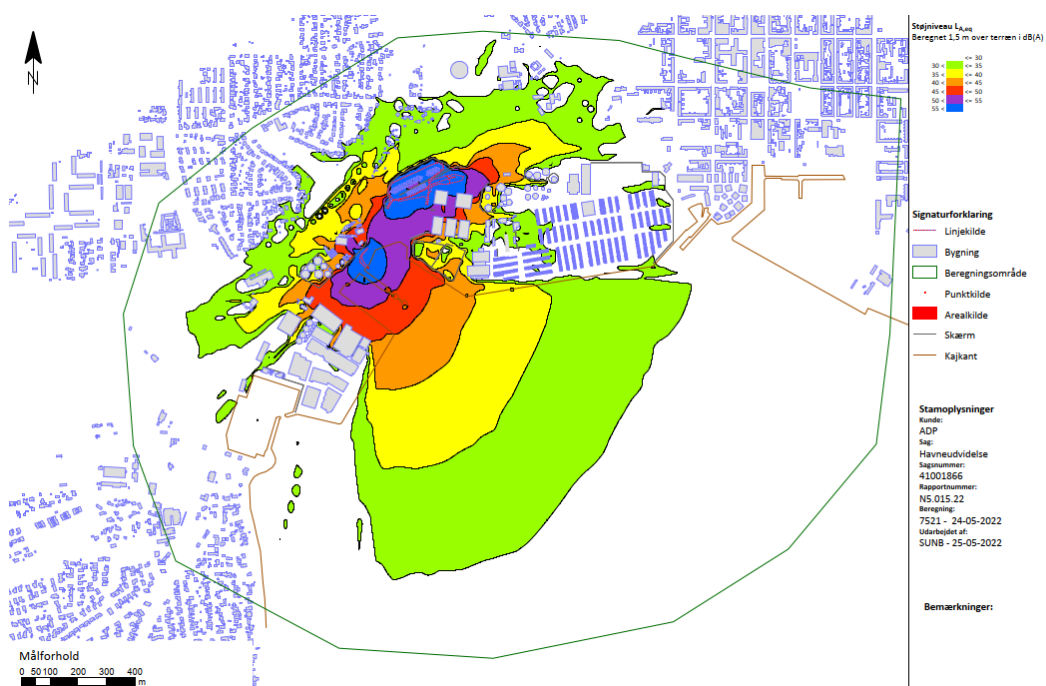 N
Støjniveau LA,eq
Beregnet 1,5 m over terræn i dB(A)
<= 30
30 < <= 35
35 < <= 40
40 < <= 45
45 < <= 50
50 < <= 55
55 <
Signaturforklaring
Linjekilde
Bygning
Beregningsområde
Punktkilde
Arealkilde
Skærm
Kajkant
Stamoplysninger
Kunde:
ADP
Sag:
Havneudvidelse
Sagsnummer:
41001866
Rapportnummer:
N5.015.22
Beregning:
7521 - 24-05-2022
Udarbejdet af:
SUNB - 25-05-2022
Bemærkninger:
Målforhold
0 50 100 200 300 400
m